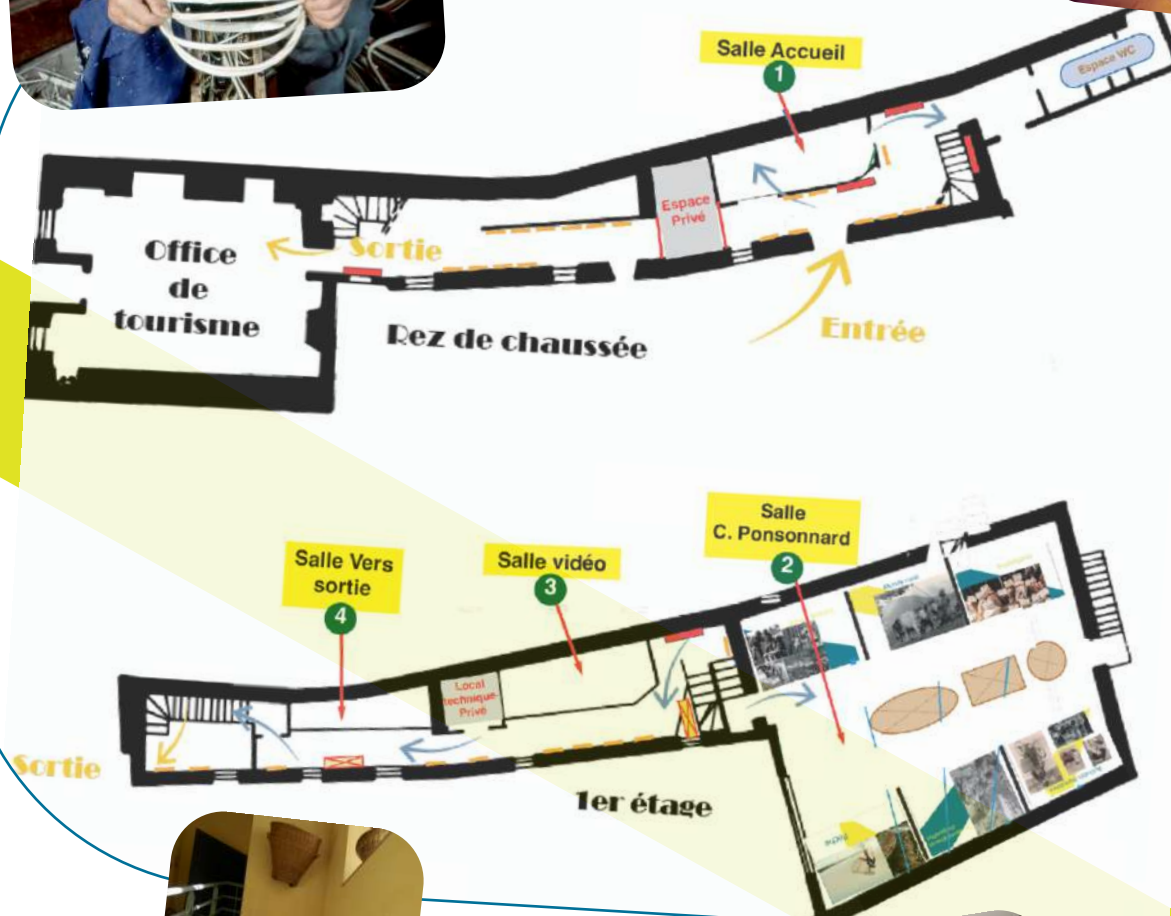 Salle Accueil
1
Espace WC
Espace
Privé
Office
de
tourisme
Sortie
Rez de chaussée
Entrée
Salle
C. Ponsonnard
2
Salle vidéo
3
Salle Vers
sortie
4
Local
technique-
Privé
Sortie
1er étage